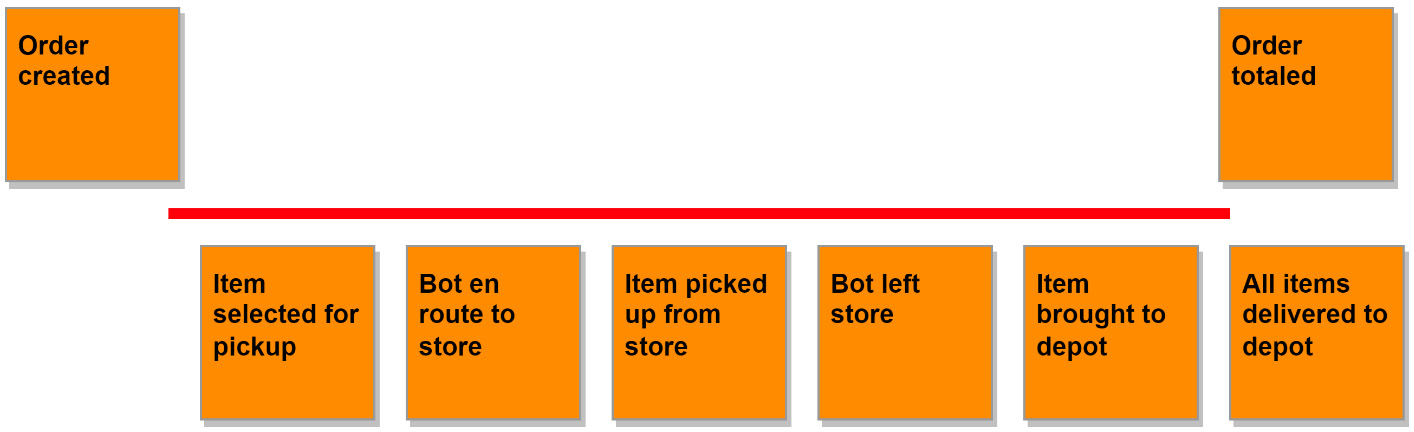 Order
created
Order
totaled
Item
selected for
pickup
Bot en
route to
store
Item picked
up from
store
Bot left
store
Item
brought to
depot
All items
delivered to
depot